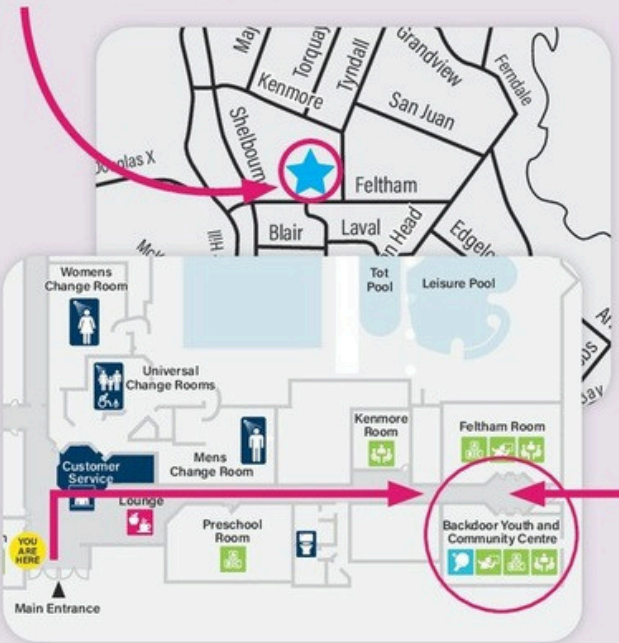 Torquay
Tyndall
Grandview
Ferndale
Kenmore
San Juan
Feltham
Blair
Laval
Head
Womens
Change Room
Tot
Pool
Leisure Pool
Universal
Change Rooms
Kenmore
Room
Feltham Room
Customer
Service
Mens
Change Room
Lounge
Preschool
Room
Backdoor Youth and
Community Centre
YOU
ARE
HERE
Main Entrance